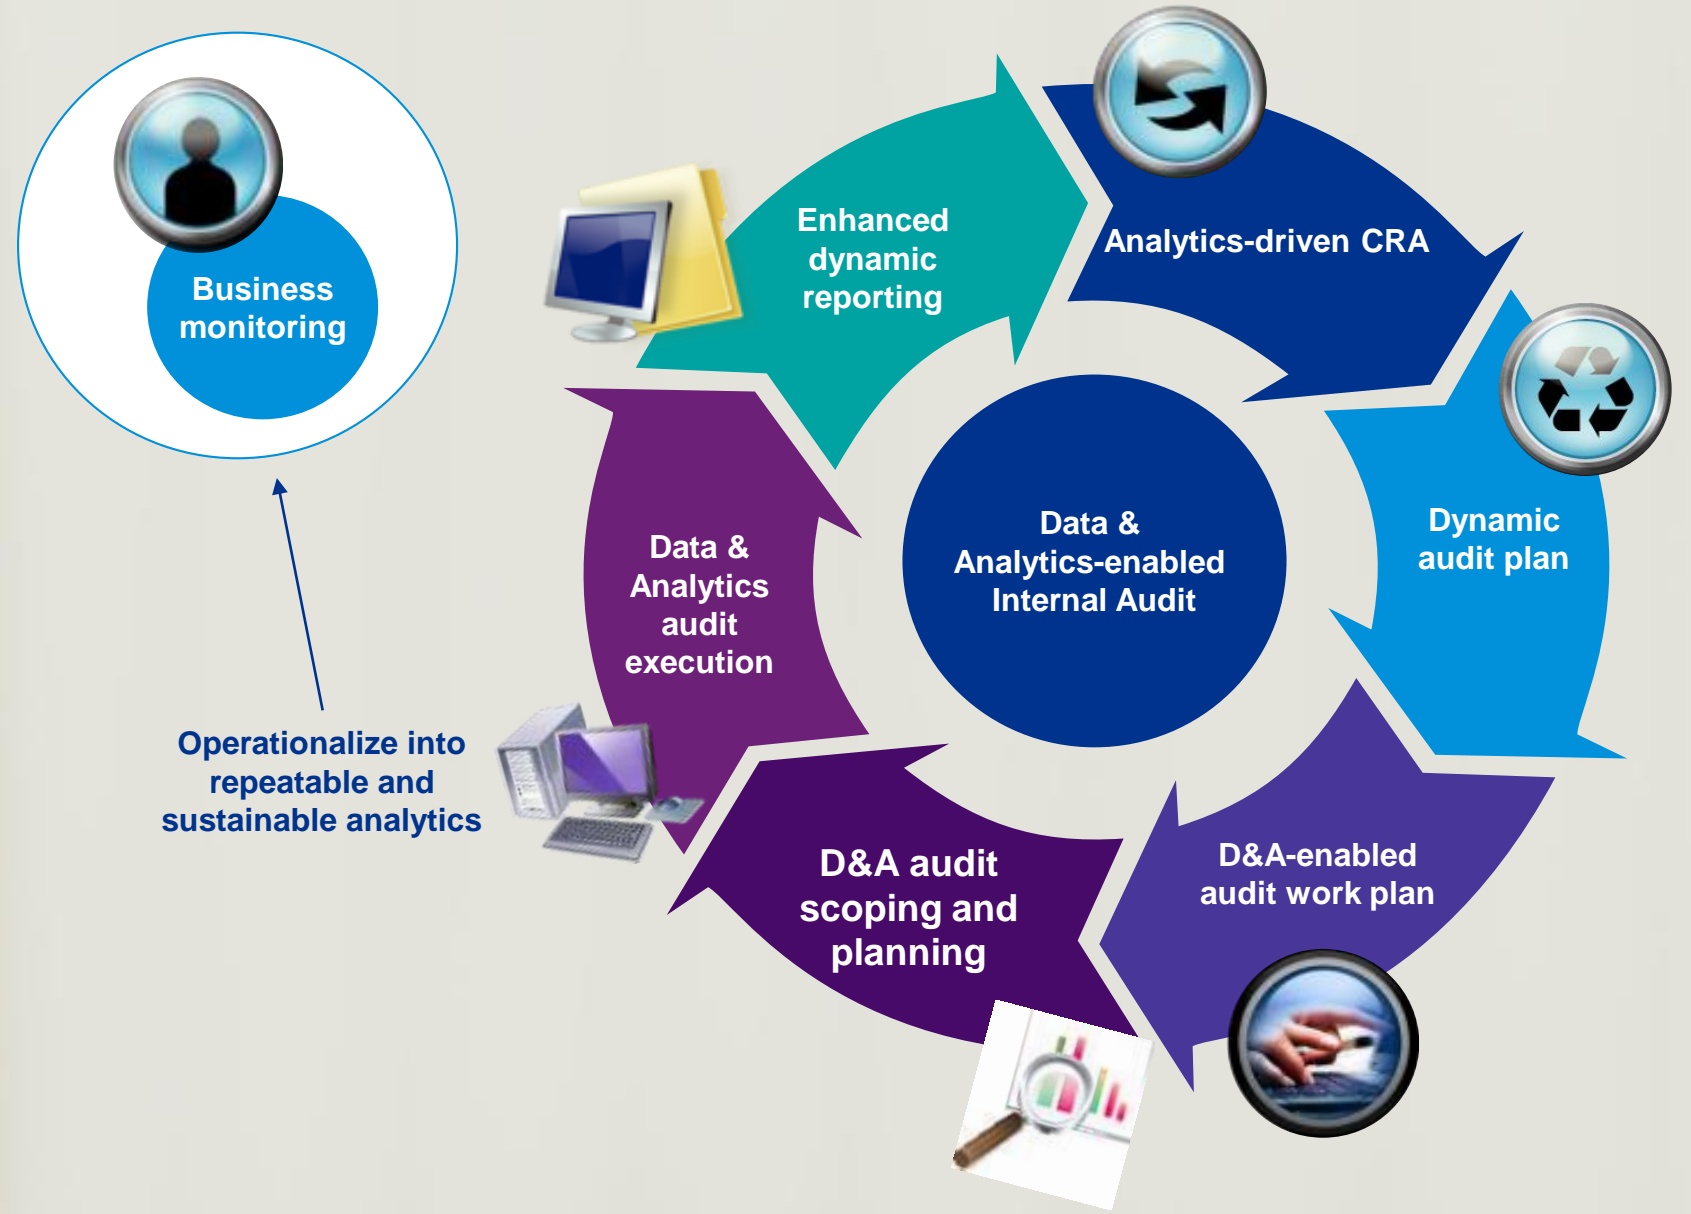 Business
monitoring
Operationalize into
repeatable and
sustainable analytics
Enhanced
dynamic
reporting
Analytics-driven CRA
Dynamic
audit plan
D&A-enabled
audit work plan
D&A audit
scoping and
planning
Data &
Analytics
audit
execution
Data &
Analytics-enabled
Internal Audit